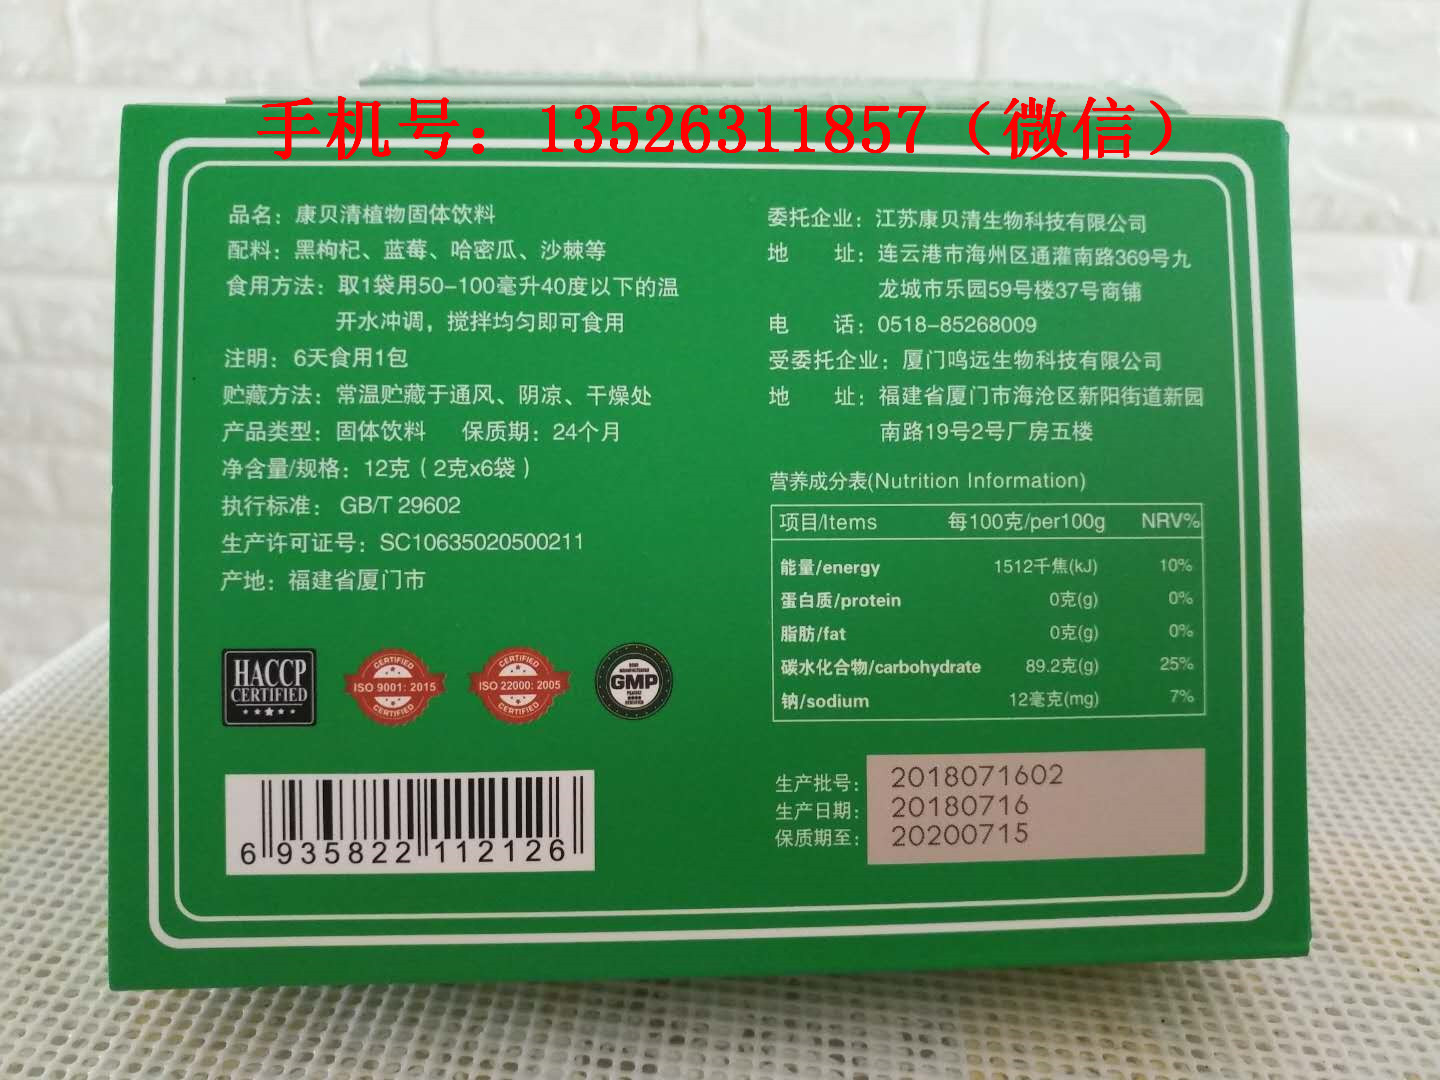 手机号：13526311857（微信）
品名：康贝清植物固体饮料
配料：黑枸杞、蓝莓、哈密瓜、沙棘等
食用方法：取1袋用50-100毫升40度以下的温
开水冲调，搅拌均匀即可食用
注明：6天食用1包
贮藏方法：常温贮藏于通风、阴凉、干燥处
产品类型：固体饮料 保质期：24个月
净含量/规格：12克（2克x6袋）
执行标准：GB/T 29602
生产许可证号：SC10635020500211
产地：福建省厦门市
HACCP
CERTIFIED
CERTIFIED
ISO 9001: 2015
CERTIFIED
CERTIFIED
ISO 22000: 2005
CERTIFIED
GOOD
MANUFACTURING
GMP
PRACTICE
CERTIFIED
6 935822 112126
委托企业：江苏康贝清生物科技有限公司
地 址：连云港市海州区通灌南路369号九
龙城市乐园59号楼37号商铺
电 话：0518-85268009
受委托企业：厦门鸣远生物科技有限公司
地 址：福建省厦门市海沧区新阳街道新园
南路19号2号厂房五楼
营养成分表(Nutrition Information)
项目/Items 每100克/per100g NRV%
能量/energy 1512千焦(kJ) 10%
蛋白质/protein 0克(g) 0%
脂肪/fat 0克(g) 0%
碳水化合物/carbohydrate 89.2克(g) 25%
钠/sodium 12毫克(mg) 7%
生产批号：2018071602
生产日期：20180716
保质期至：20200715